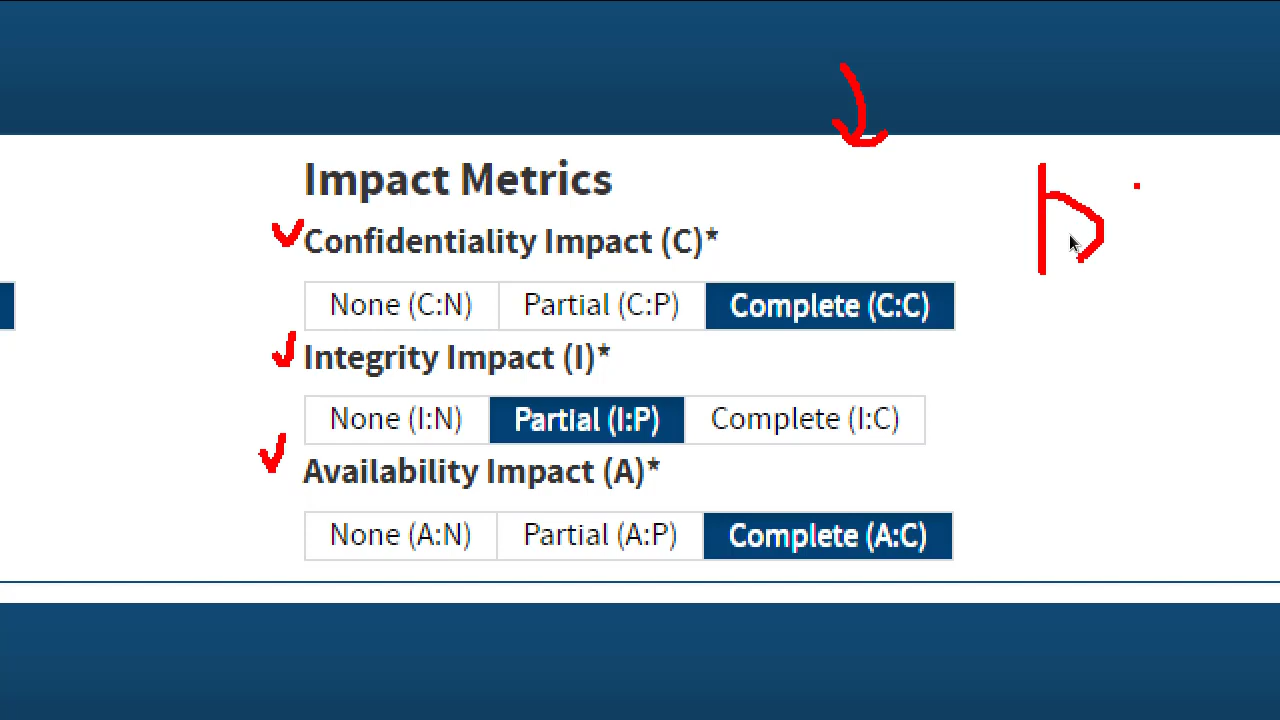 Impact Metrics
Confidentiality Impact (C)*
None (C:N) Partial (C:P) Complete (C:C)
Integrity Impact (I)*
None (I:N) Partial (I:P) Complete (I:C)
Availability Impact (A)*
None (A:N) Partial (A:P) Complete (A:C)